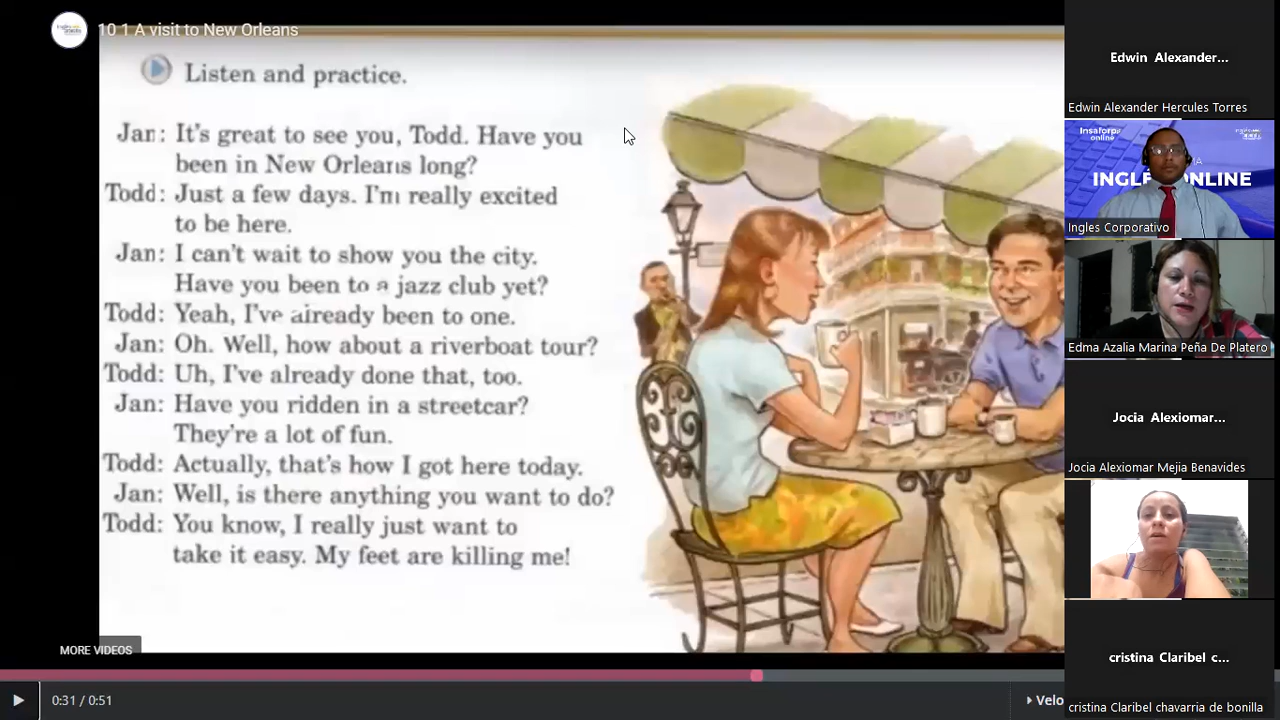 10 1 A visit to New Orleans
Listen and practice.
Jan: It's great to see you, Todd. Have you
been in New Orleans long?
Todd: Just a few days. I'm really excited
to be here.
Jan: I can't wait to show you the city.
Have you been to a jazz club yet?
Todd: Yeah, I've already been to one.
Jan: Oh. Well, how about a riverboat tour?
Todd: Uh, I've already done that, too.
Jan: Have you ridden in a streetcar?
They're a lot of fun.
Todd: Actually, that's how I got here today.
Jan: Well, is there anything you want to do?
Todd: You know, I really just want to
take it easy. My feet are killing me!
MORE VIDEOS
0:31 / 0:51
Velo
Edwin Alexander...
Edwin Alexander Hercules Torres
Insaforp
online
INGLÉS ONLINE
Ingles Corporativo
Edma Azalia Marina Peña De Platero
Jocia Alexiomar...
Jocia Alexiomar Mejia Benavides
cristina Claribel c...
cristina Claribel chavarria de bonilla